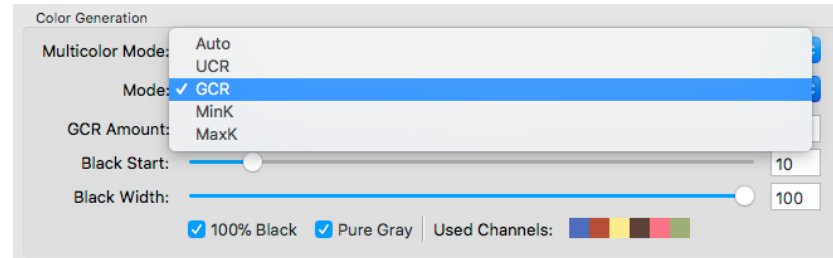 Color Generation
Multicolor Mode:
Auto
UCR
Mode: ✓ GCR
MinK
GCR Amount:
MaxK
Black Start: 10
Black Width: 100
100% Black Pure Gray Used Channels: